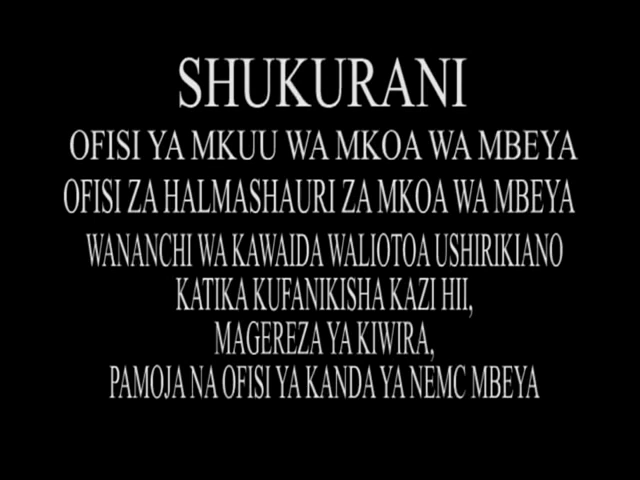 SHUKURANI
OFISI YA MKUU WA MKOA WA MBEYA
OFISI ZA HALMASHAURI ZA MKOA WA MBEYA
WANANCHI WA KAWAIDA WALIOTOA USHIRIKIANO
KATIKA KUFANIKISHA KAZI HII,
MAGEREZA YA KIWIRA,
PAMOJA NA OFISI YA KANDA YA NEMC MBEYA